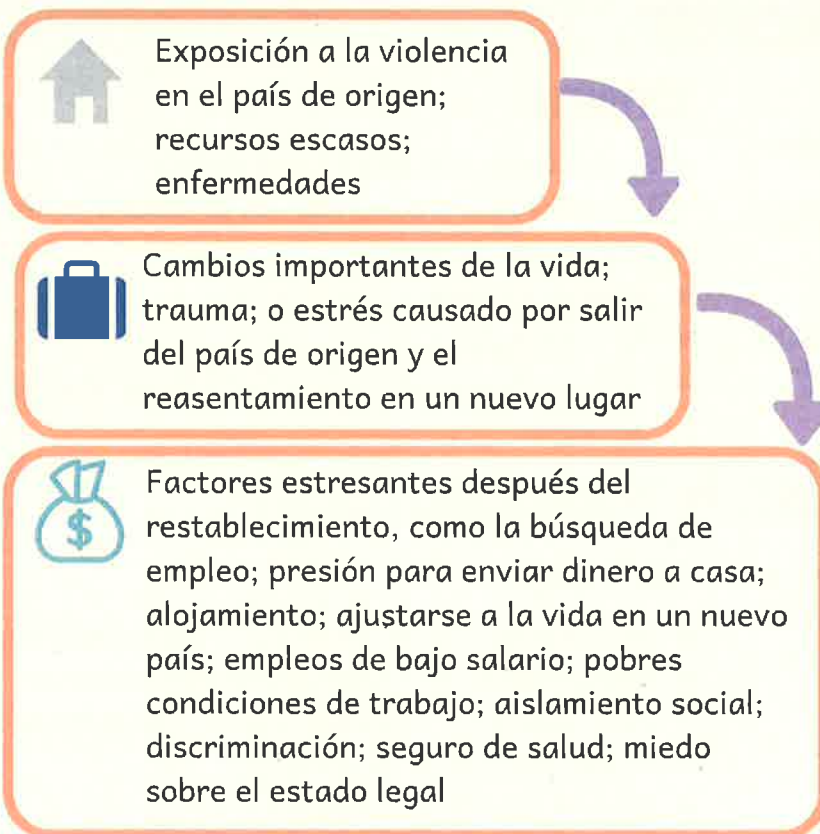 Exposición a la violencia
en el país de origen;
recursos escasos;
enfermedades
Cambios importantes de la vida;
trauma; o estrés causado por salir
del país de origen y el
reasentamiento en un nuevo lugar
$
Factores estresantes después del
restablecimiento, como la búsqueda de
empleo; presión para enviar dinero a casa;
alojamiento; ajustarse a la vida en un nuevo
país; empleos de bajo salario; pobres
condiciones de trabajo; aislamiento social;
discriminación; seguro de salud; miedo
sobre el estado legal